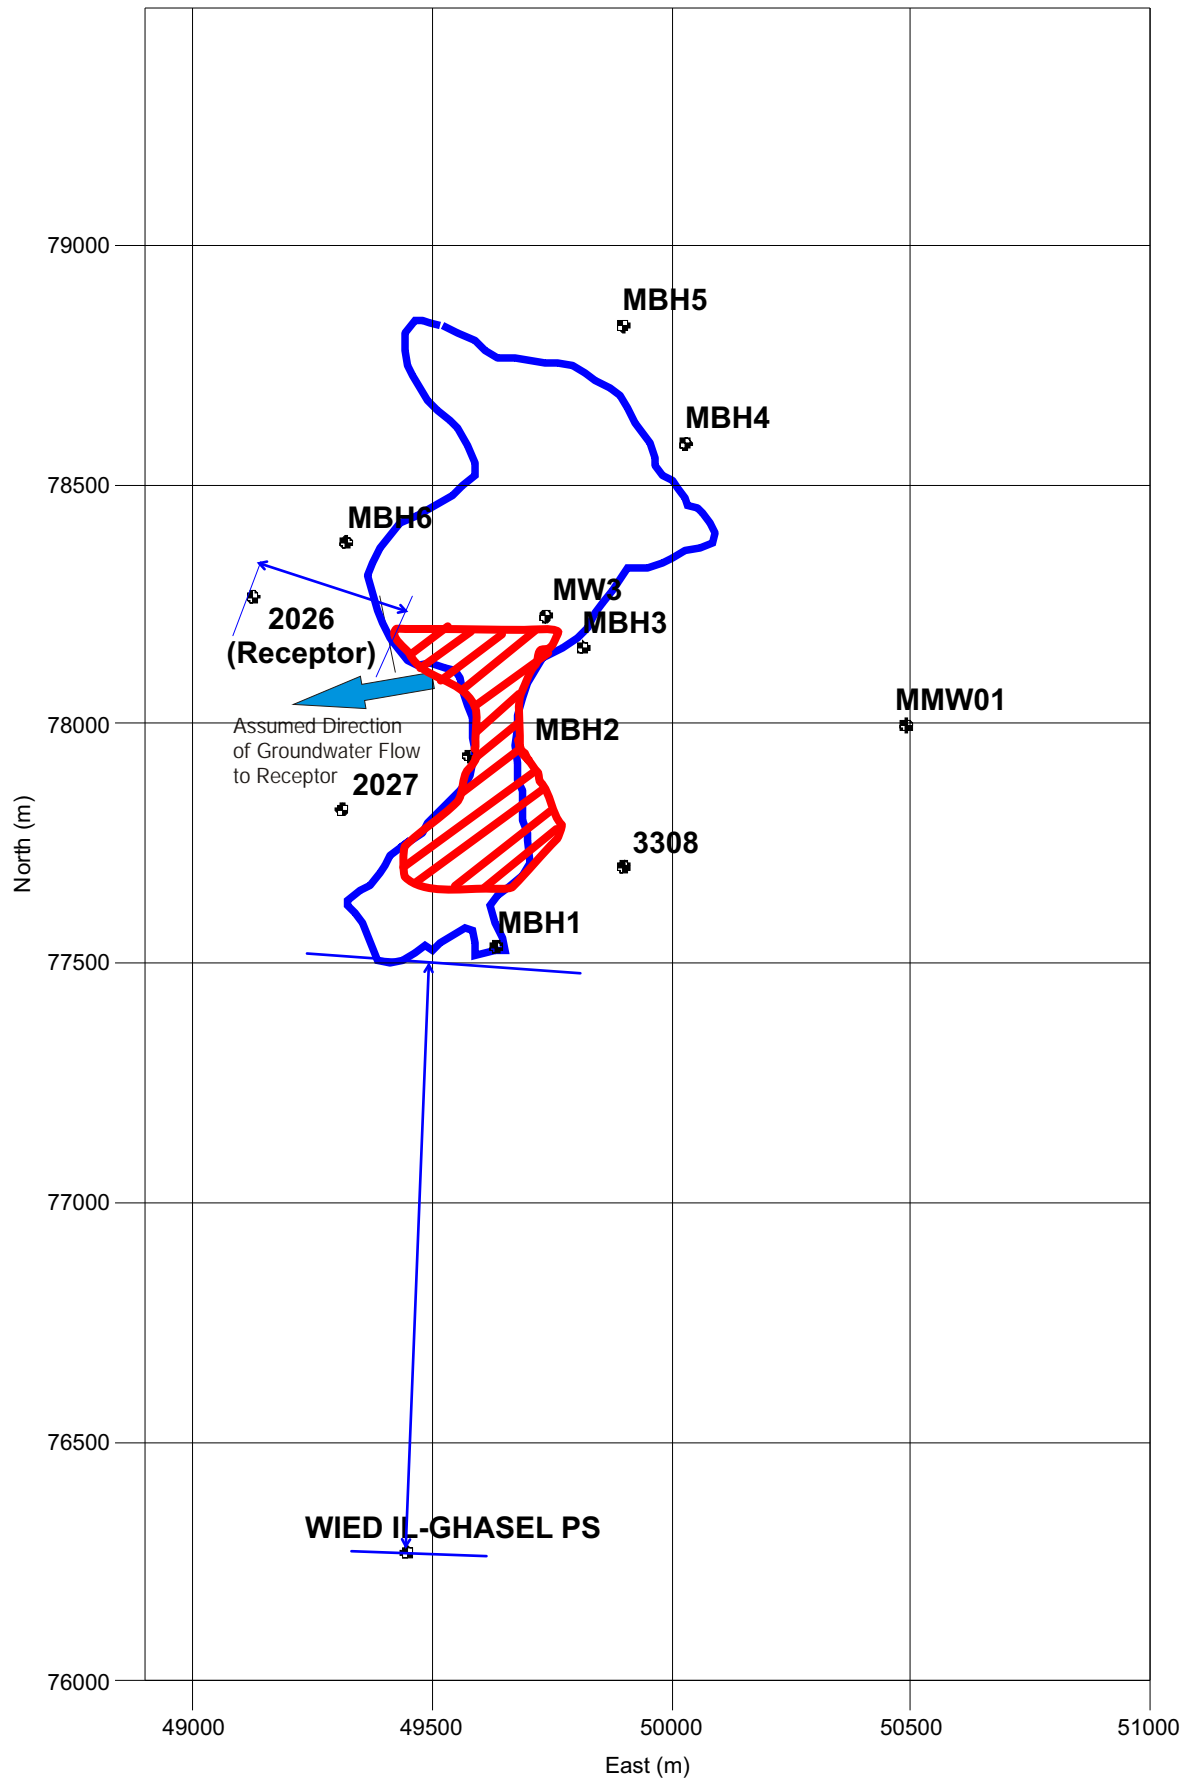 79000
MBH5
MBH4
78500
MBH6
MW3
2026
(Receptor)
MBH3
MMW01
78000
Assumed Direction
of Groundwater Flow
to Receptor
MBH2
2027
3308
North (m)
MBH1
77500
77000
76500
WIED IL-GHASEL PS
76000
49000
49500
50000
50500
51000
East (m)